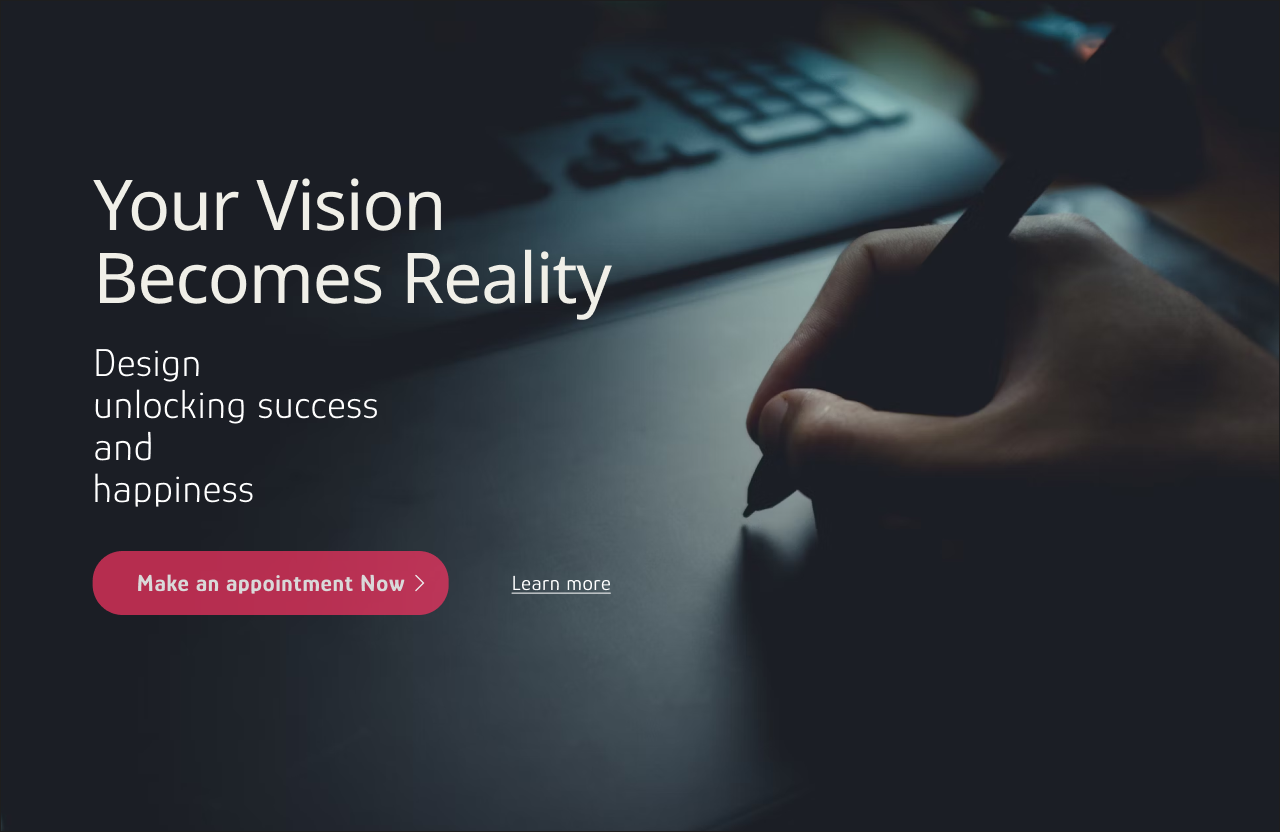 Your Vision
Becomes Reality
Design
unlocking success
and
happiness
Make an appointment Now
Learn more